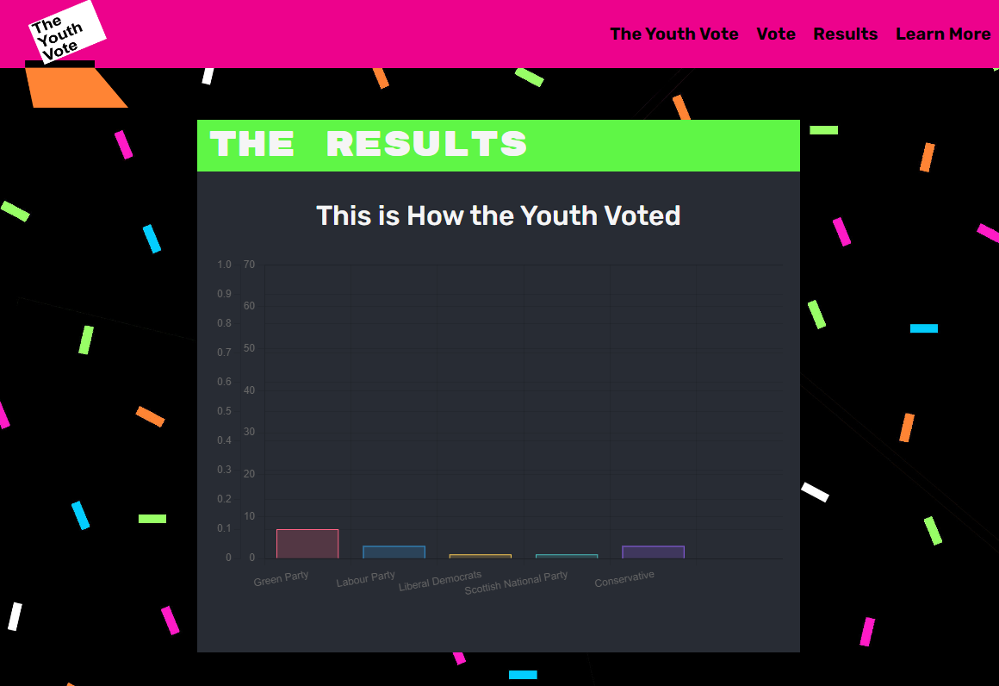 The
Youth
Vote
The Youth Vote Vote Results Learn More
THE RESULTS
This is How the Youth Voted
1.0 70
0.9
60
0.8
0.7
50
0.6
40
0.5
0.4
30
0.3
20
0.2
10
0.1
0 0
Green Party
Labour Party
Liberal Democrats
Scottish National Party
Conservative